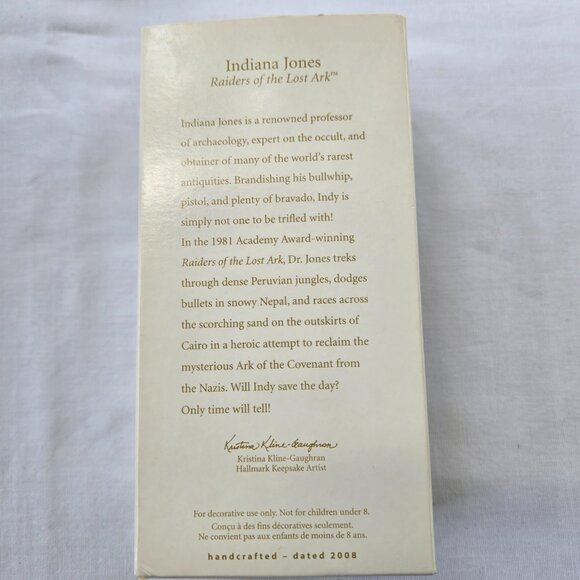 Indiana Jones
Raiders of the Lost Ark™
Indiana Jones is a renowned professor
of archaeology, expert on the occult, and
obtainer of many of the world's rarest
antiquities. Brandishing his bullwhip,
pistol, and plenty of bravado, Indy is
simply not one to be trifled with!
In the 1981 Academy Award-winning
Raiders of the Lost Ark, Dr. Jones treks
through dense Peruvian jungles, dodges
bullets in snowy Nepal, and races across
the scorching sand on the outskirts of
Cairo in a heroic attempt to reclaim the
mysterious Ark of the Covenant from
the Nazis. Will Indy save the day?
Only time will tell!
Kristina Kline-Gaughran
Kristina Kline-Gaughran
Hallmark Keepsake Artist
For decorative use only. Not for children under 8.
Conçu à des fins décoratives seulement.
Ne convient pas aux enfants de moins de 8 ans.
handcrafted – dated 2008